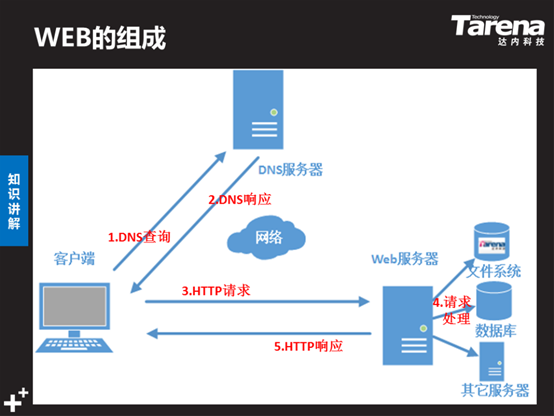 WEB的组成
Technology
Tarena
达内科技
知识讲解
DNS服务器
2.DNS响应
1.DNS查询
网络
客户端
Web服务器
Tarena
文件系统
3.HTTP请求
4.请求
处理
数据库
5.HTTP响应
其它服务器